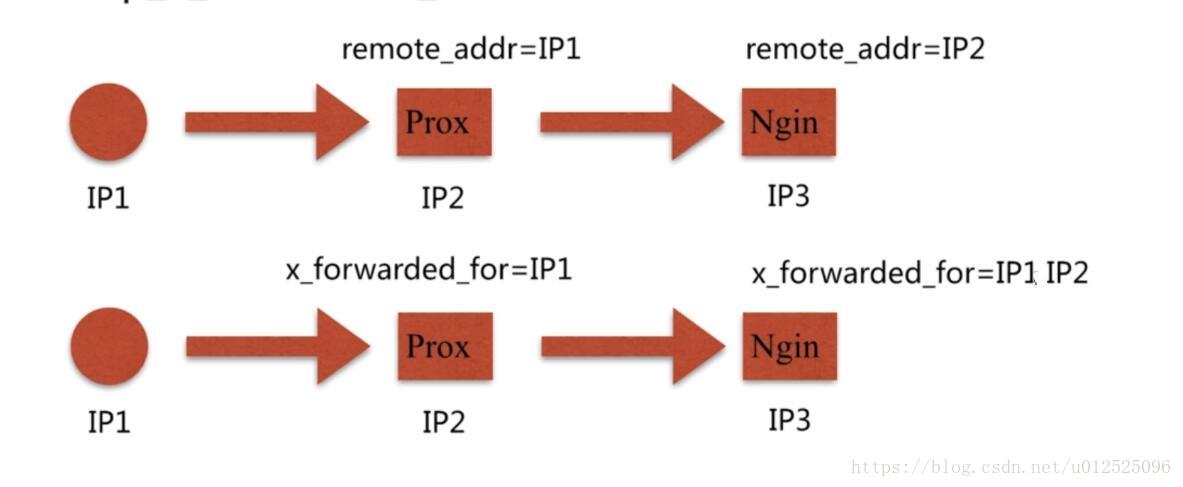 remote_addr=IP1 remote_addr=IP2
Prox Ngin
IP1 IP2 IP3
x_forwarded_for=IP1 x_forwarded_for=IP1 IP2
Prox Ngin
IP1 IP2 IP3
https://blog.csdn.net/u012525096